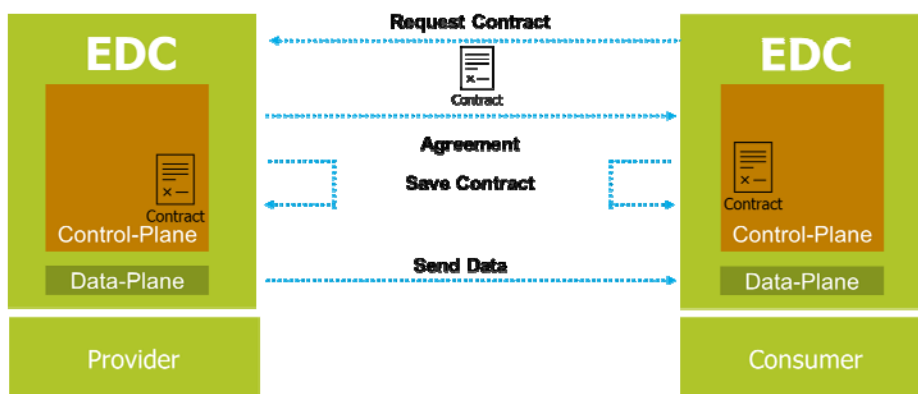 Request Contract
EDC
EDC
Contract
Agreement
Save Contract
Contract
Contract
Control-Plane
Control-Plane
Send Data
Data-Plane
Data-Plane
Provider
Consumer